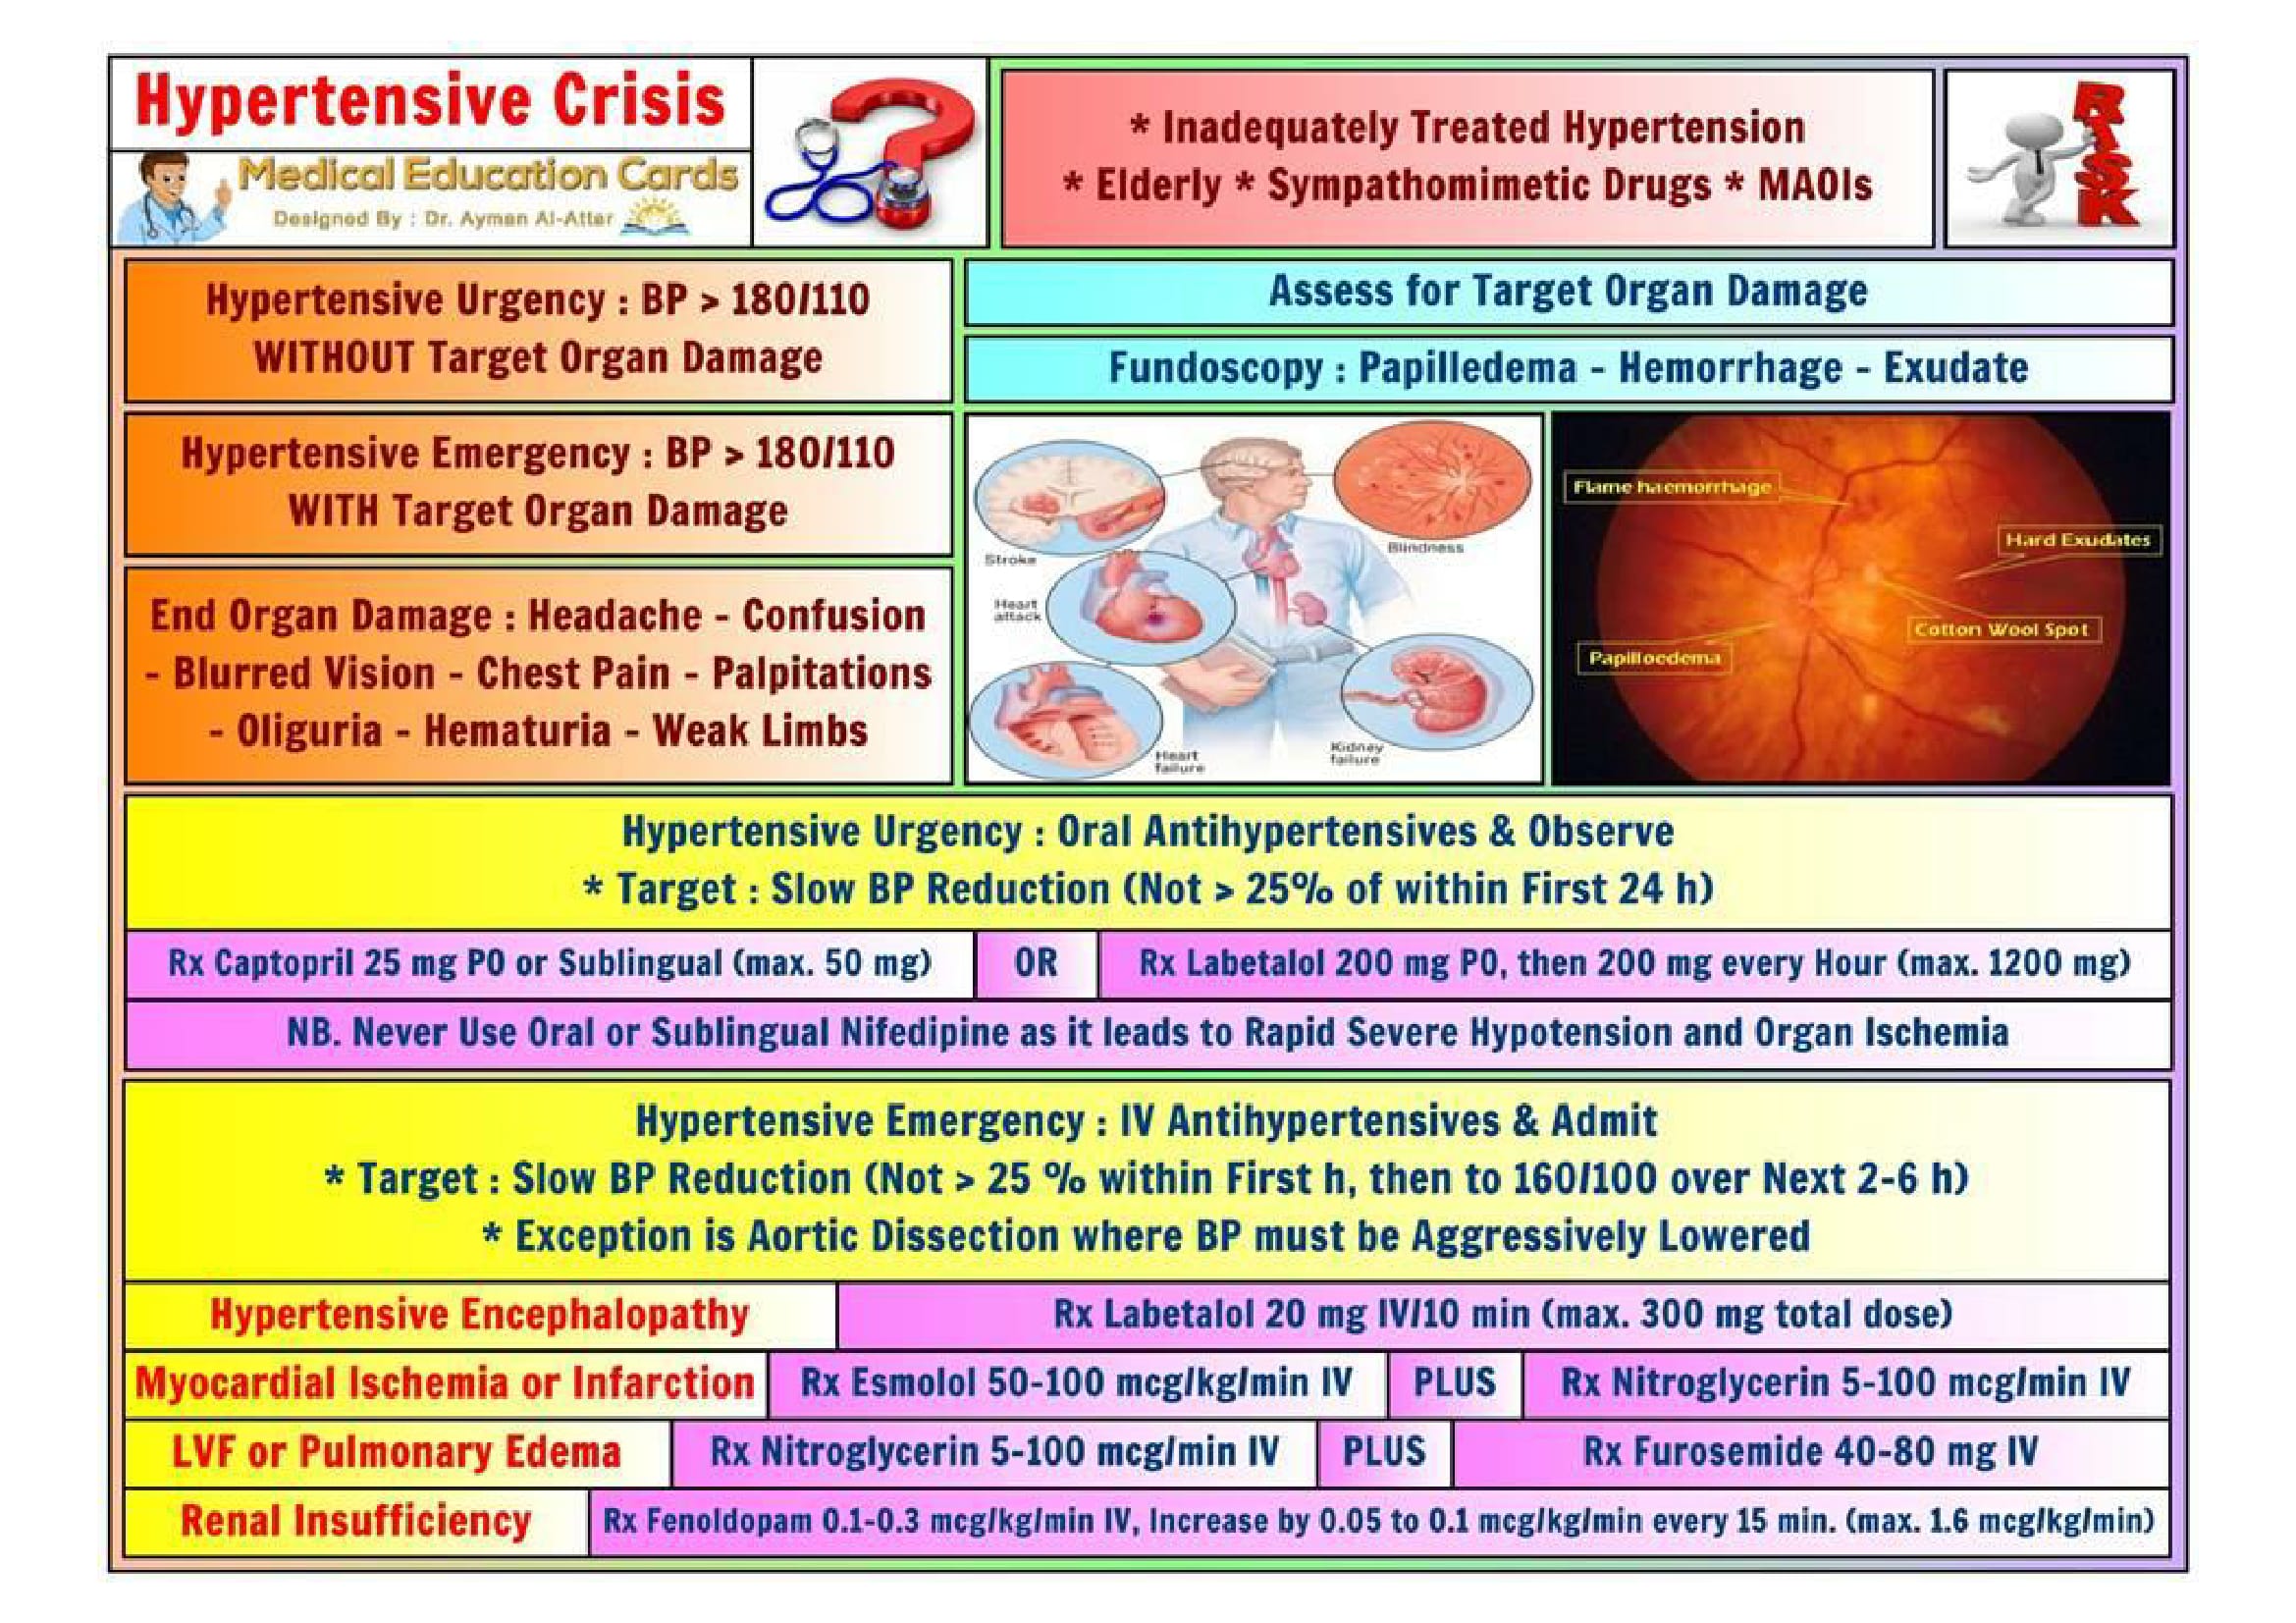 Hypertensive Crisis
Medical Education Cards
Designed By : Dr. Ayman Al-Attar
* Inadequately Treated Hypertension
* Elderly * Sympathomimetic Drugs * MAOIs
RISK
Hypertensive Urgency : BP > 180/110
WITHOUT Target Organ Damage
Hypertensive Emergency : BP > 180/110
WITH Target Organ Damage
End Organ Damage : Headache - Confusion
- Blurred Vision - Chest Pain - Palpitations
- Oliguria - Hematuria - Weak Limbs
Assess for Target Organ Damage
Fundoscopy : Papilledema - Hemorrhage - Exudate
Stroke
Blindness
Heart
attack
Heart
failure
Kidney
failure
Flame haemorrhage
Hard Exudates
Cotton Wool Spot
Papilloedema
Hypertensive Urgency : Oral Antihypertensives & Observe
* Target : Slow BP Reduction (Not > 25% of within First 24 h)
Rx Captopril 25 mg PO or Sublingual (max. 50 mg)
OR
Rx Labetalol 200 mg PO, then 200 mg every Hour (max. 1200 mg)
NB. Never Use Oral or Sublingual Nifedipine as it leads to Rapid Severe Hypotension and Organ Ischemia
Hypertensive Emergency : IV Antihypertensives & Admit
* Target : Slow BP Reduction (Not > 25 % within First h, then to 160/100 over Next 2-6 h)
* Exception is Aortic Dissection where BP must be Aggressively Lowered
Hypertensive Encephalopathy
Rx Labetalol 20 mg IV/10 min (max. 300 mg total dose)
Myocardial Ischemia or Infarction
Rx Esmolol 50-100 mcg/kg/min IV
PLUS
Rx Nitroglycerin 5-100 mcg/min IV
LVF or Pulmonary Edema
Rx Nitroglycerin 5-100 mcg/min IV
PLUS
Rx Furosemide 40-80 mg IV
Renal Insufficiency
Rx Fenoldopam 0.1-0.3 mcg/kg/min IV, Increase by 0.05 to 0.1 mcg/kg/min every 15 min. (max. 1.6 mcg/kg/min)